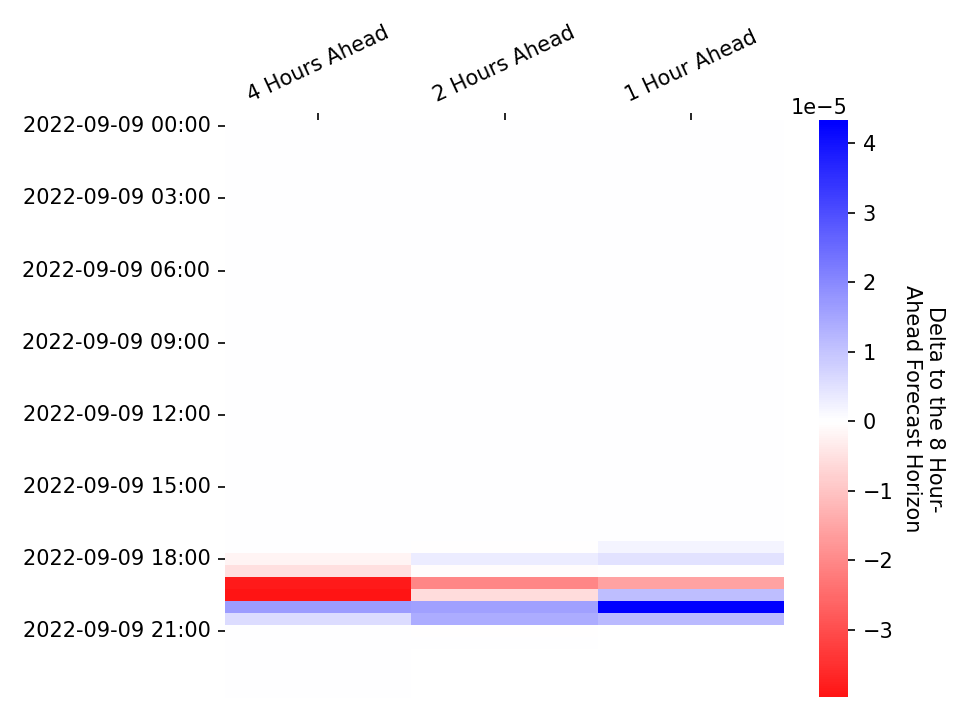 4 Hours Ahead
2 Hours Ahead
1 Hour Ahead
2022-09-09 00:00
2022-09-09 03:00
2022-09-09 06:00
2022-09-09 09:00
2022-09-09 12:00
2022-09-09 15:00
2022-09-09 18:00
2022-09-09 21:00
1e−5
4
3
2
1
0
−1
−2
−3
Delta to the 8 Hour-
Ahead Forecast Horizon